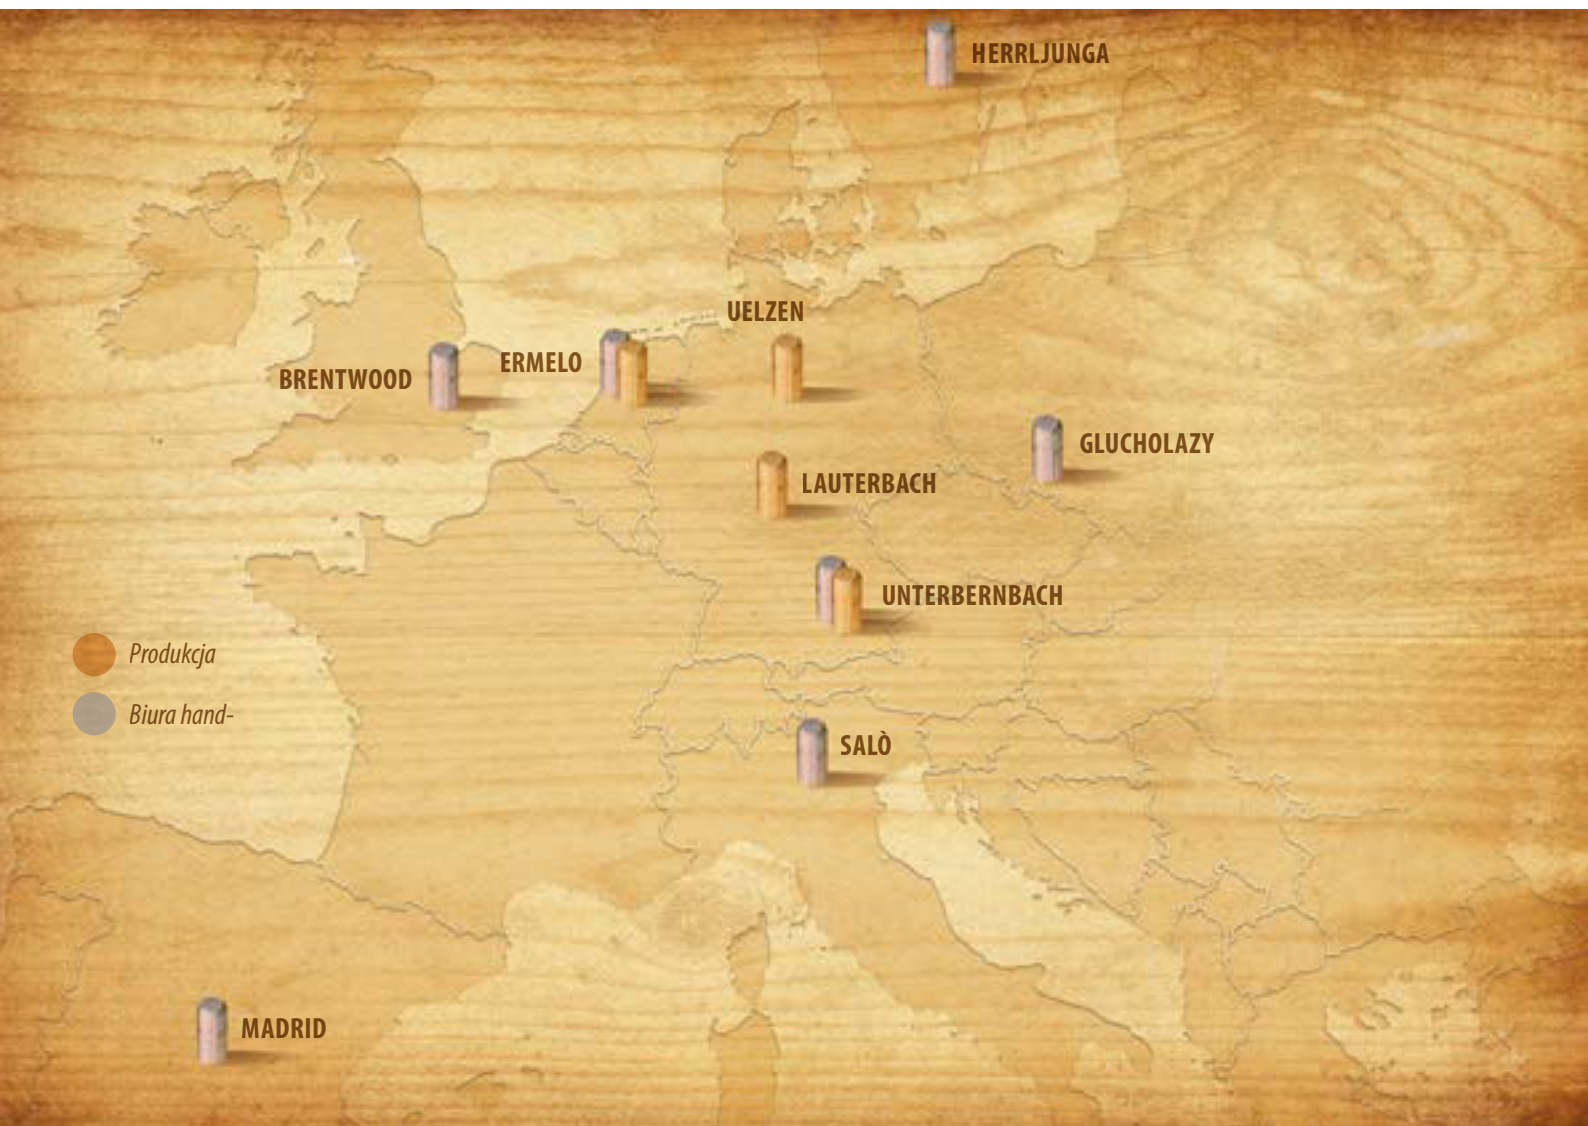 HERRLJUNGA
UELZEN
ERMELO
BRENTWOOD
GLUCHOLAZY
LAUTERBACH
UNTERBERNBACH
Produkcja
Biura hand-
SALÒ
MADRID